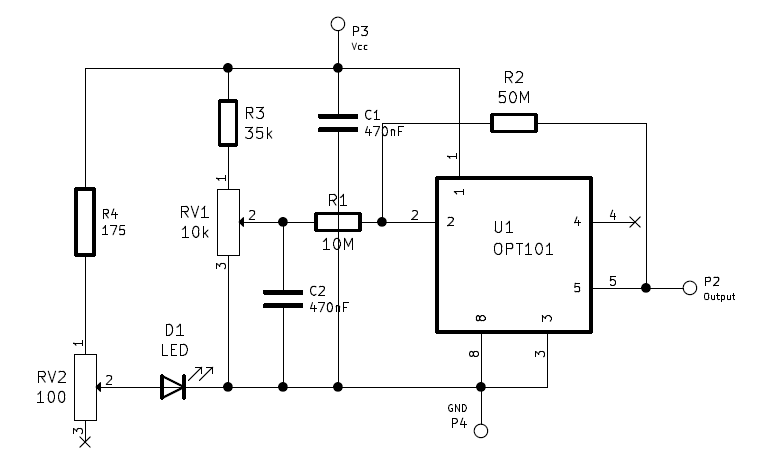 P3
Vcc
R2
50M
C1
470nF
R3
35k
1
1
1
R1
10M
RV1
10k
2
2
2
U1
OPT101
4
4
R4
175
3
C2
470nF
5
5
P2
Output
8
3
D1
LED
1
8
3
RV2
100
2
GND
P4
3